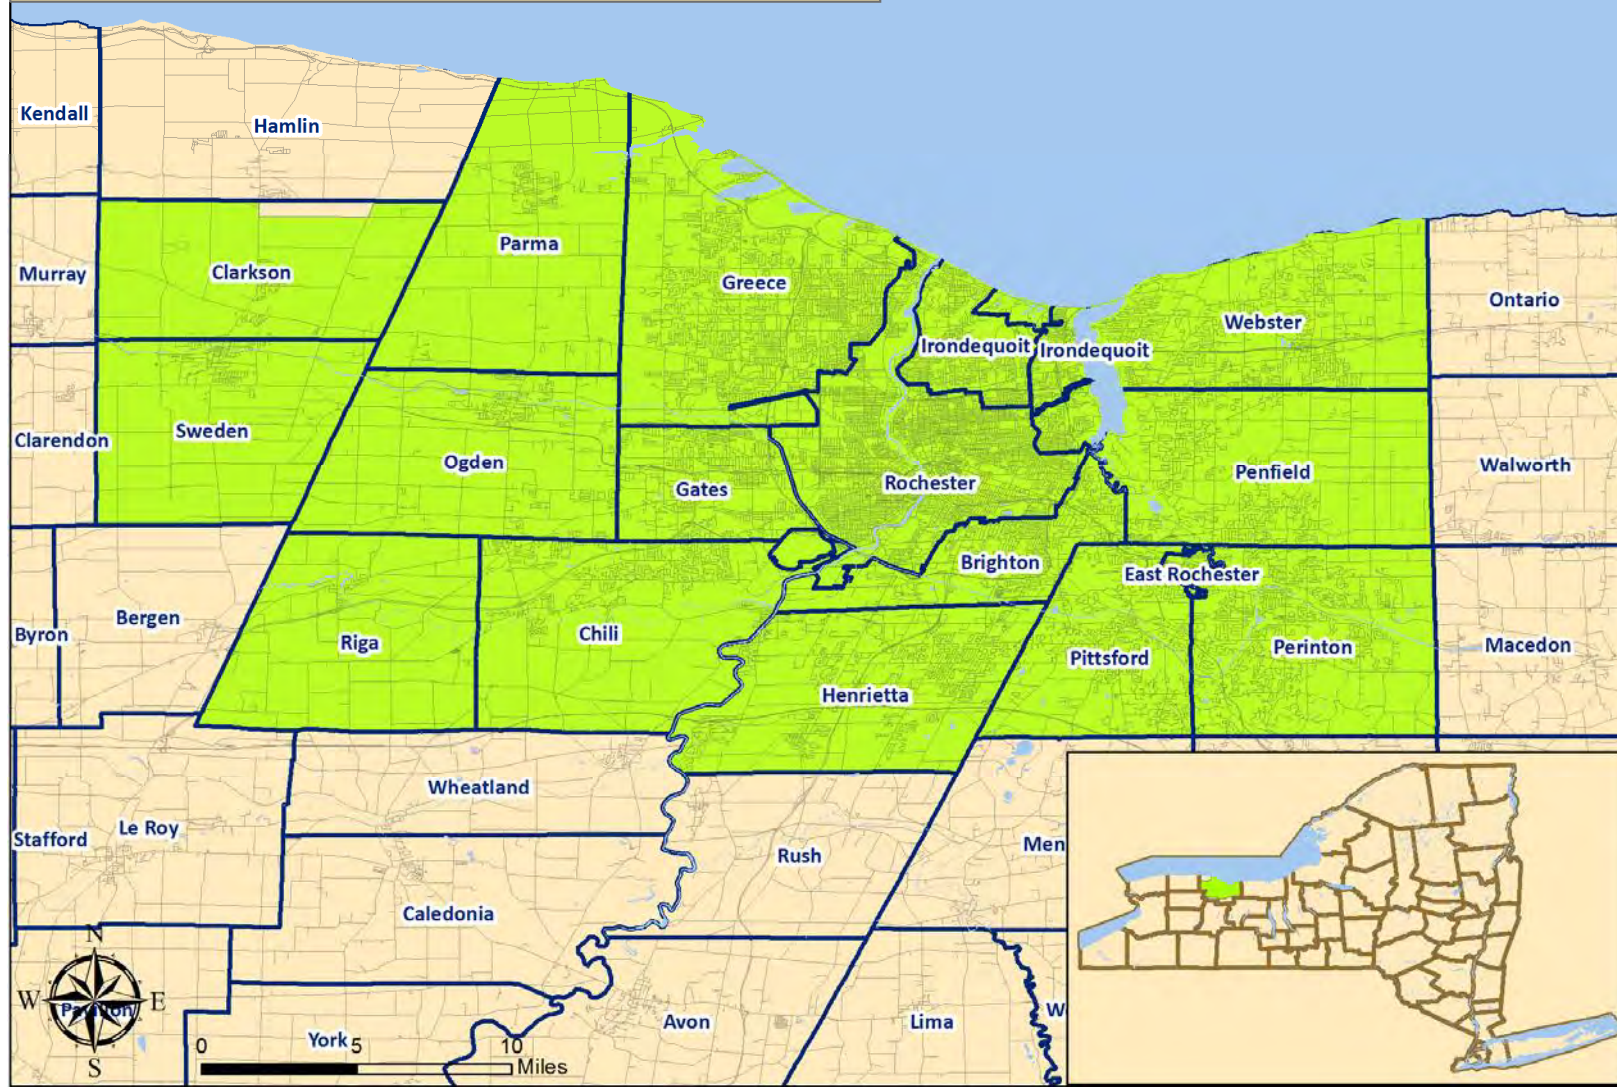 Kendall
Hamlin
Parma
Murray
Clarkson
Greece
Ontario
Webster
Irondequoit
Irondequoit
Clarendon
Sweden
Ogden
Gates
Rochester
Penfield
Walworth
Brighton
East Rochester
Byron
Bergen
Riga
Chili
Pittsford
Perinton
Macedon
Henrietta
Wheatland
Stafford
Le Roy
Rush
Men
Caledonia
N
W
E
S
Pavilion
York
Avon
Lima
W
0 5 10
Miles